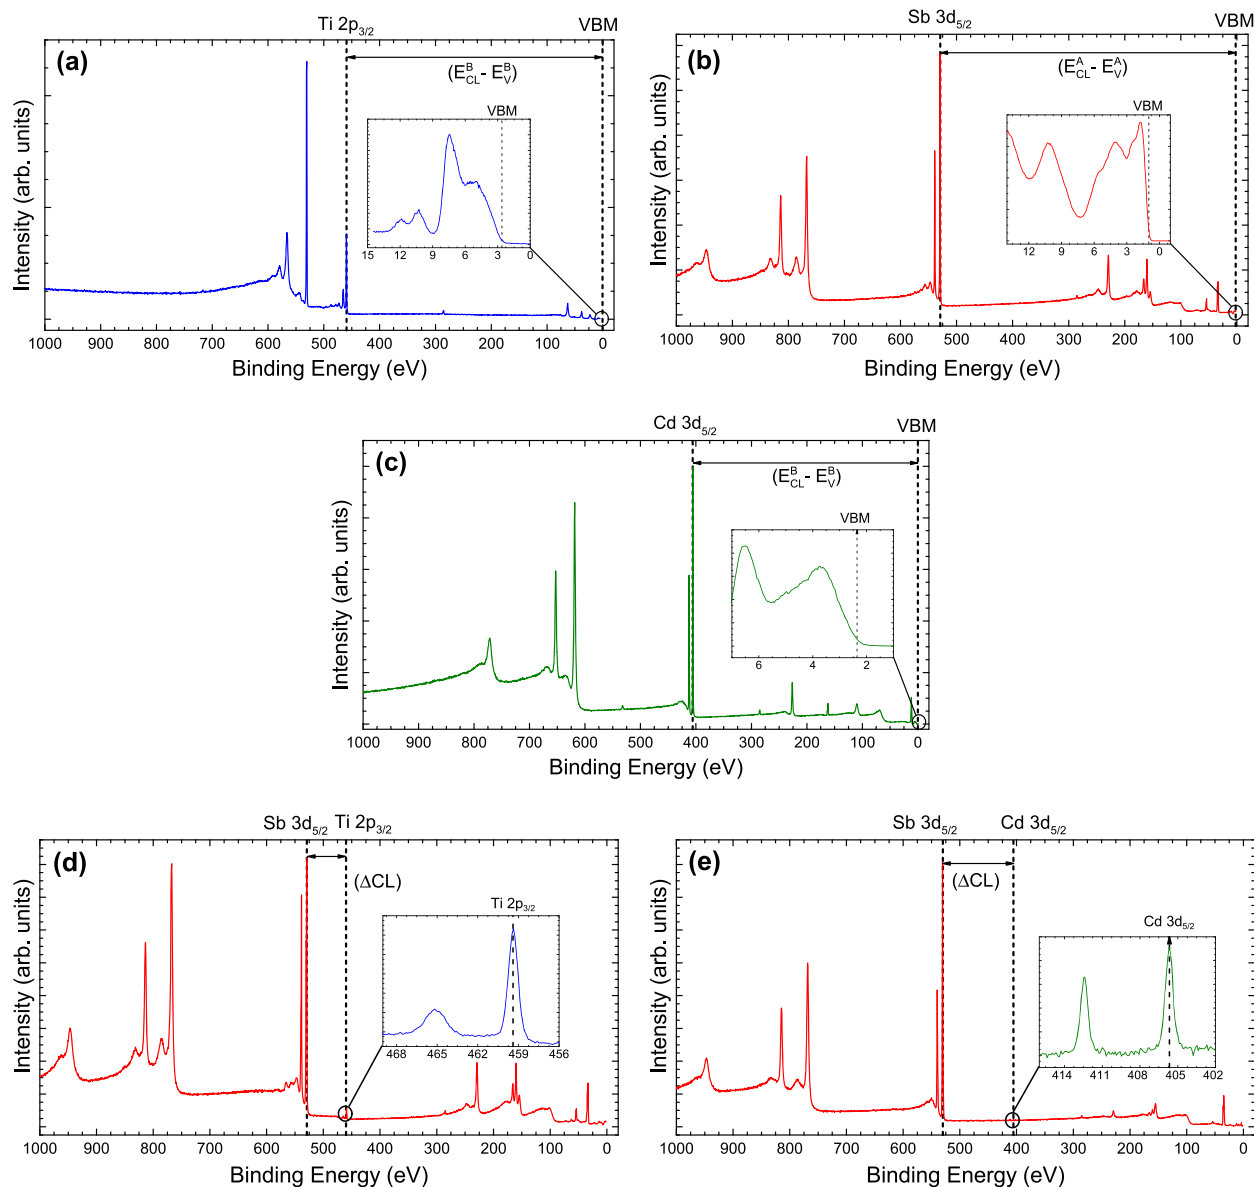 Ti 2p3/2 VBM
(a)
(E^B_CL - E^B_V)
VBM
15 12 9 6 3 0
Intensity (arb. units)
1000 900 800 700 600 500 400 300 200 100 0
Binding Energy (eV)
Sb 3d5/2 VBM
(b)
(E^A_CL - E^A_V)
VBM
12 9 6 3 0
Intensity (arb. units)
1000 900 800 700 600 500 400 300 200 100 0
Binding Energy (eV)
Cd 3d5/2 VBM
(c)
(E^B_CL - E^B_V)
VBM
6 4 2
Intensity (arb. units)
1000 900 800 700 600 500 400 300 200 100 0
Binding Energy (eV)
Sb 3d5/2 Ti 2p3/2
(d)
(ΔCL)
Ti 2p3/2
468 465 462 459 456
Intensity (arb. units)
1000 900 800 700 600 500 400 300 200 100 0
Binding Energy (eV)
Sb 3d5/2 Cd 3d5/2
(e)
(ΔCL)
Cd 3d5/2
414 411 408 405 402
Intensity (arb. units)
1000 900 800 700 600 500 400 300 200 100 0
Binding Energy (eV)